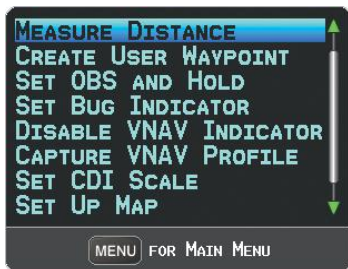 Measure Distance
Create User Waypoint
Set OBS and Hold
Set Bug Indicator
Disable VNAV Indicator
Capture VNAV Profile
Set CDI Scale
Set Up Map
MENU for Main Menu